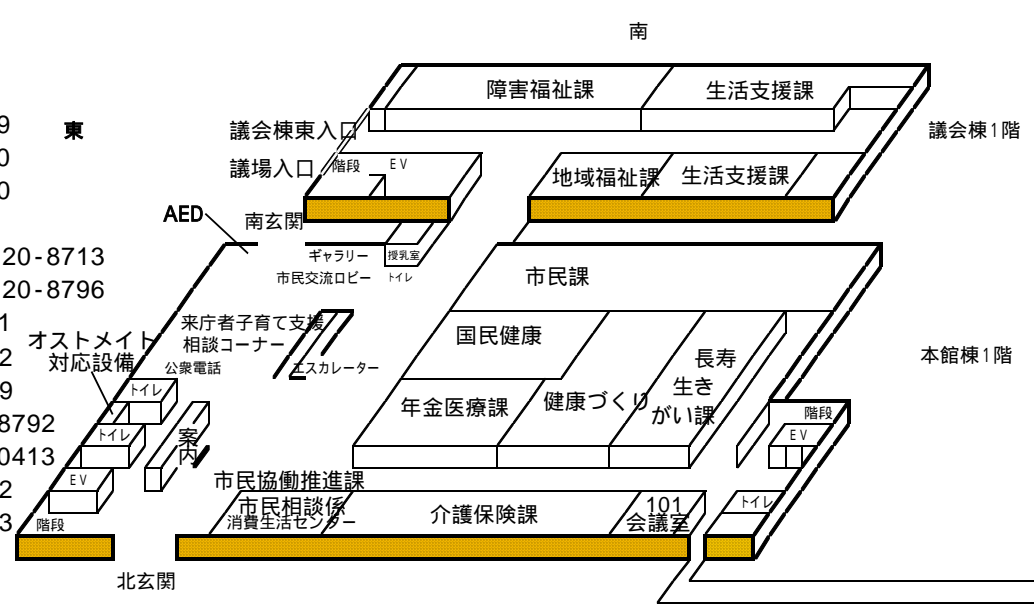 南
障害福祉課
生活支援課
9
東
議会棟東入口
議会棟1階
0
議場入口
階段
EV
地域福祉課
生活支援課
0
AED
南玄関
20-8713
ギャラリー
授乳室
市民交流ロビー
トイレ
市民課
20-8796
1
来庁者子育て支援
相談コーナー
国民健康
オストメイト
対応設備
2
公衆電話
エスカレーター
長寿
生き
がい課
本館棟1階
9
トイレ
年金医療課
健康づくり
8792
トイレ
案内
階段
EV
0413
EV
市民協働推進課
2
市民相談係
消費生活センター
介護保険課
101
会議室
トイレ
3
階段
北玄関